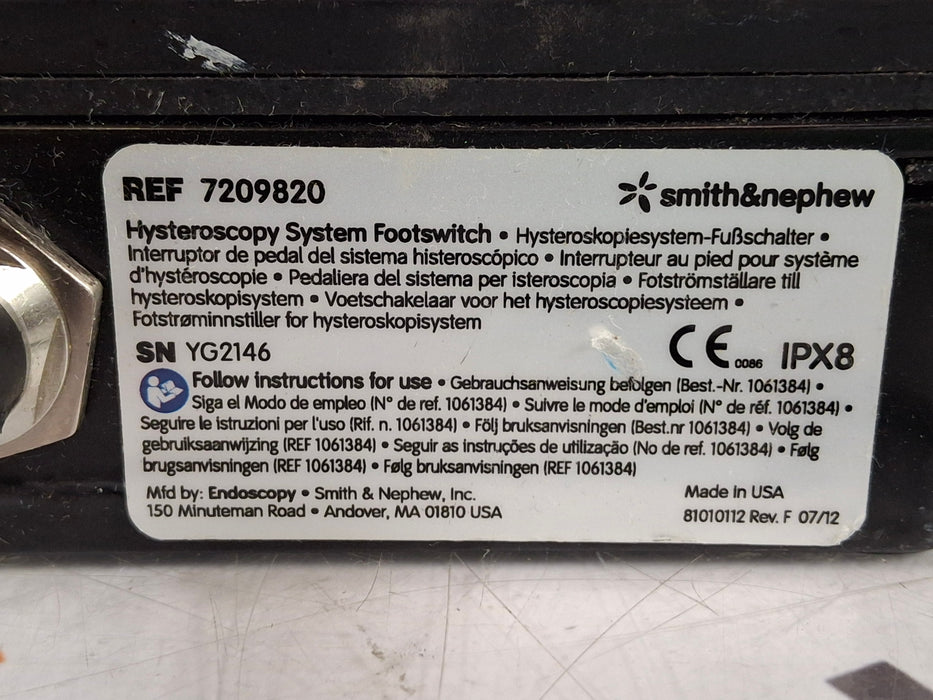 REF 7209820
smith&nephew
Hysteroscopy System Footswitch • Hysteroskopiesystem-Fußschalter •
Interruptor de pedal del sistema histeroscópico • Interrupteur au pied pour système
d'hystéroscopie • Pedaliera del sistema per isteroscopia • Fotströmställare till
hysteroskopisystem • Voetschakelaar voor het hysteroscopiesysteem •
Fotstrøminnstiller for hysteroskopisystem
SN YG2146
CE 0086 IPX8
Follow instructions for use • Gebrauchsanweisung befolgen (Best.-Nr. 1061384) •
Siga el Modo de empleo (N° de ref. 1061384) • Suivre le mode d'emploi (N° de réf. 1061384) •
Seguire le istruzioni per l'uso (Rif. n. 1061384) • Följ bruksanvisningen (Best.nr 1061384) • Volg de
gebruiksaanwijzing (REF 1061384) • Seguir as instruções de utilização (No de ref. 1061384) • Følg
brugsanvisningen (REF 1061384) • Følg bruksanvisningen (REF 1061384)
Mfd by: Endoscopy • Smith & Nephew, Inc.
150 Minuteman Road • Andover, MA 01810 USA
Made in USA
81010112 Rev. F 07/12